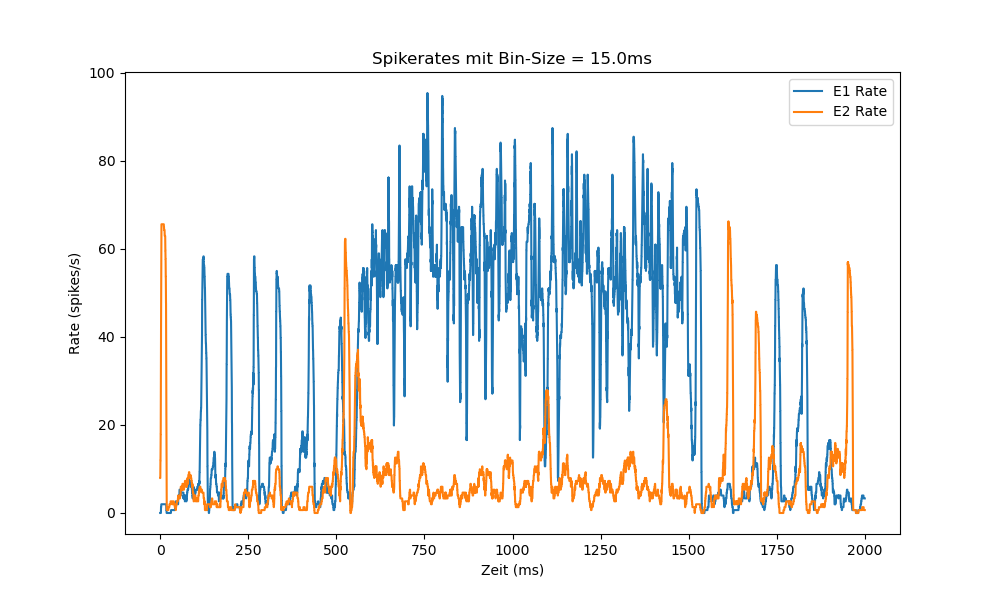 Spikerates mit Bin-Size = 15.0ms
E1 Rate
E2 Rate
Rate (spikes/s)
100
80
60
40
20
0
0 250 500 750 1000 1250 1500 1750 2000
Zeit (ms)